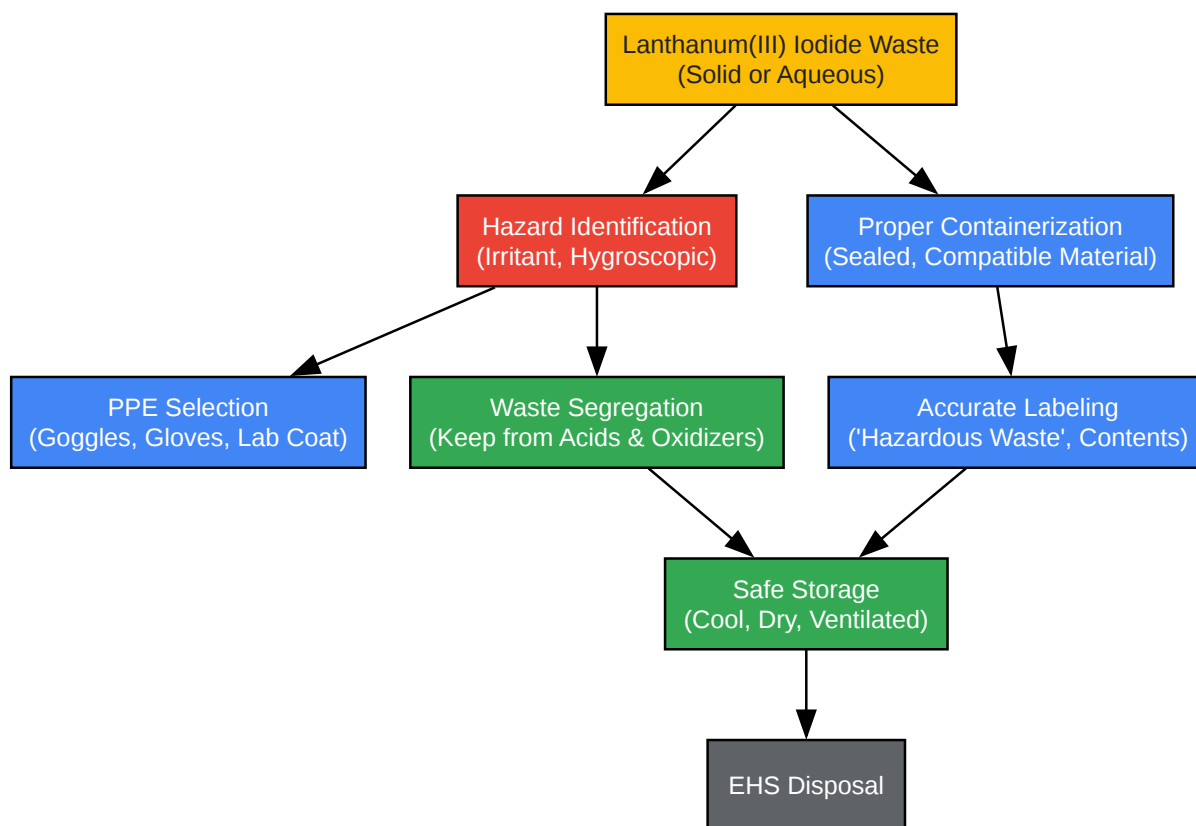 Lanthanum(III) Iodide Waste
(Solid or Aqueous)
Hazard Identification
(Irritant, Hygroscopic)
Proper Containerization
(Sealed, Compatible Material)
PPE Selection
(Goggles, Gloves, Lab Coat)
Waste Segregation
(Keep from Acids & Oxidizers)
Accurate Labeling
('Hazardous Waste', Contents)
Safe Storage
(Cool, Dry, Ventilated)
EHS Disposal